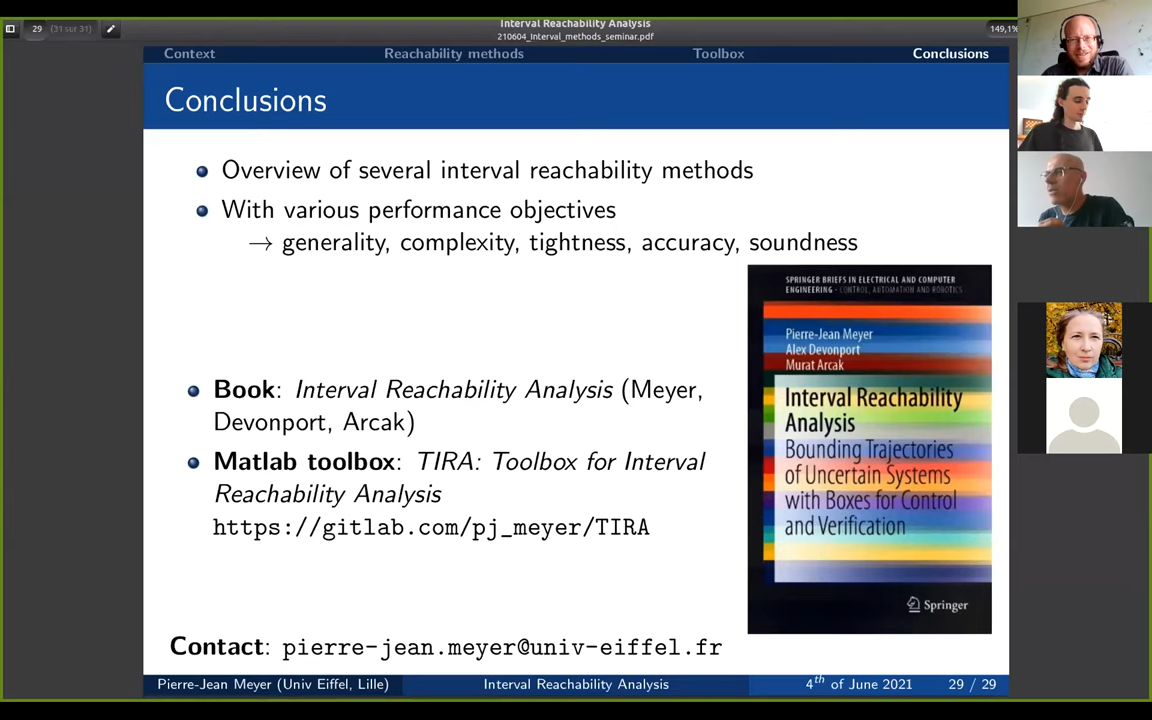 Interval Reachability Analysis
29 (31 sur 31)
210604_Interval_methods_seminar.pdf
149,1%
Context Reachability methods Toolbox Conclusions
Conclusions
Overview of several interval reachability methods
With various performance objectives
→ generality, complexity, tightness, accuracy, soundness
SPRINGER BRIEFS IN ELECTRICAL AND COMPUTER
ENGINEERING · CONTROL, AUTOMATION AND ROBOTICS
Pierre-Jean Meyer
Alex Devonport
Murat Arcak
Interval Reachability
Analysis
Bounding Trajectories
of Uncertain Systems
with Boxes for Control
and Verification
Springer
Book: Interval Reachability Analysis (Meyer,
Devonport, Arcak)
Matlab toolbox: TIRA: Toolbox for Interval
Reachability Analysis
https://gitlab.com/pj_meyer/TIRA
Contact: pierre-jean.meyer@univ-eiffel.fr
Pierre-Jean Meyer (Univ Eiffel, Lille) Interval Reachability Analysis 4th of June 2021 29 / 29